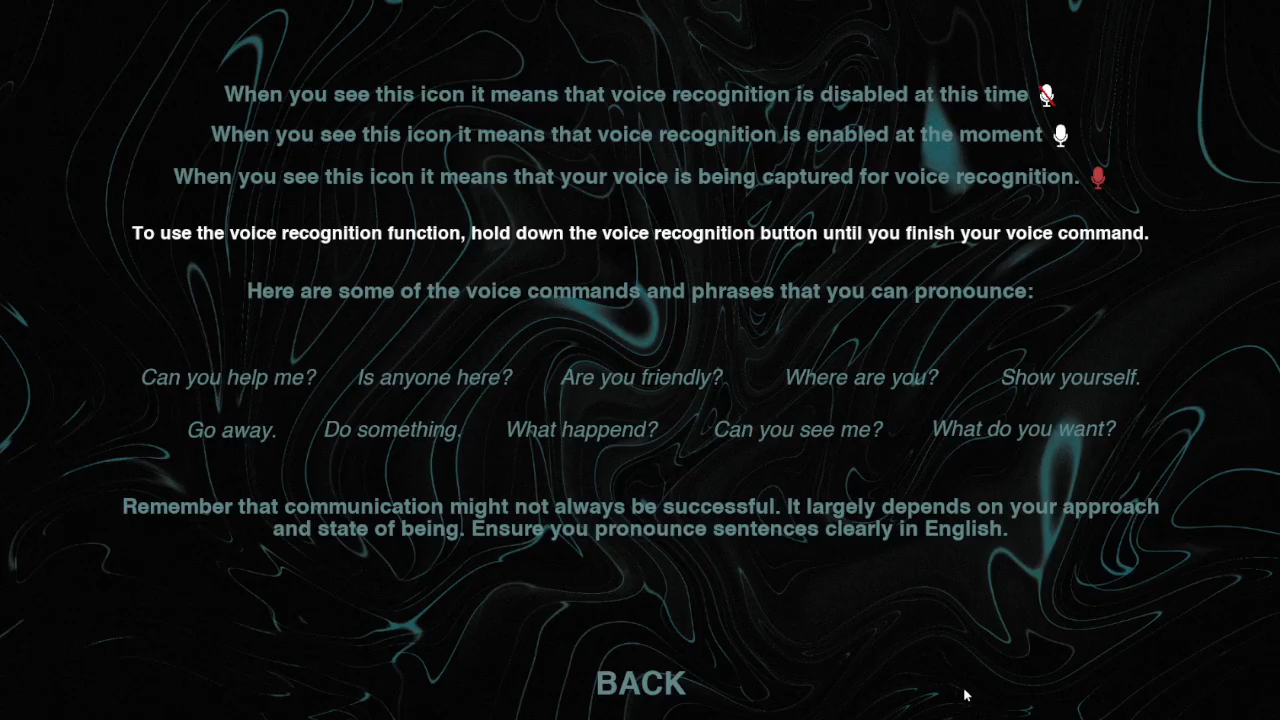 When you see this icon it means that voice recognition is disabled at this time
When you see this icon it means that voice recognition is enabled at the moment
When you see this icon it means that your voice is being captured for voice recognition.
To use the voice recognition function, hold down the voice recognition button until you finish your voice command.
Here are some of the voice commands and phrases that you can pronounce:
Can you help me? Is anyone here? Are you friendly? Where are you? Show yourself.
Go away. Do something. What happend? Can you see me? What do you want?
Remember that communication might not always be successful. It largely depends on your approach
and state of being. Ensure you pronounce sentences clearly in English.
BACK